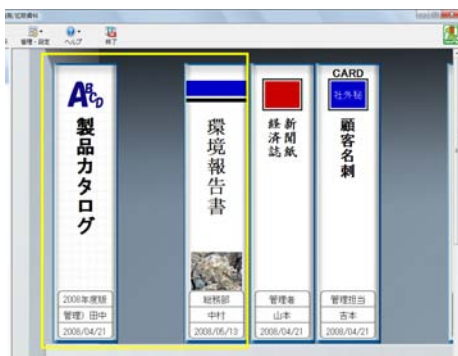 管理・設定
ヘルプ
終了
ABCD
製品カタログ
2008年度版
管理）田中
2008/04/21
環境報告書
総務部
中村
2008/05/13
新聞紙
経済誌
管理者
山本
2008/04/21
CARD
社外秘
顧客名刺
管理担当
吉本
2008/04/21